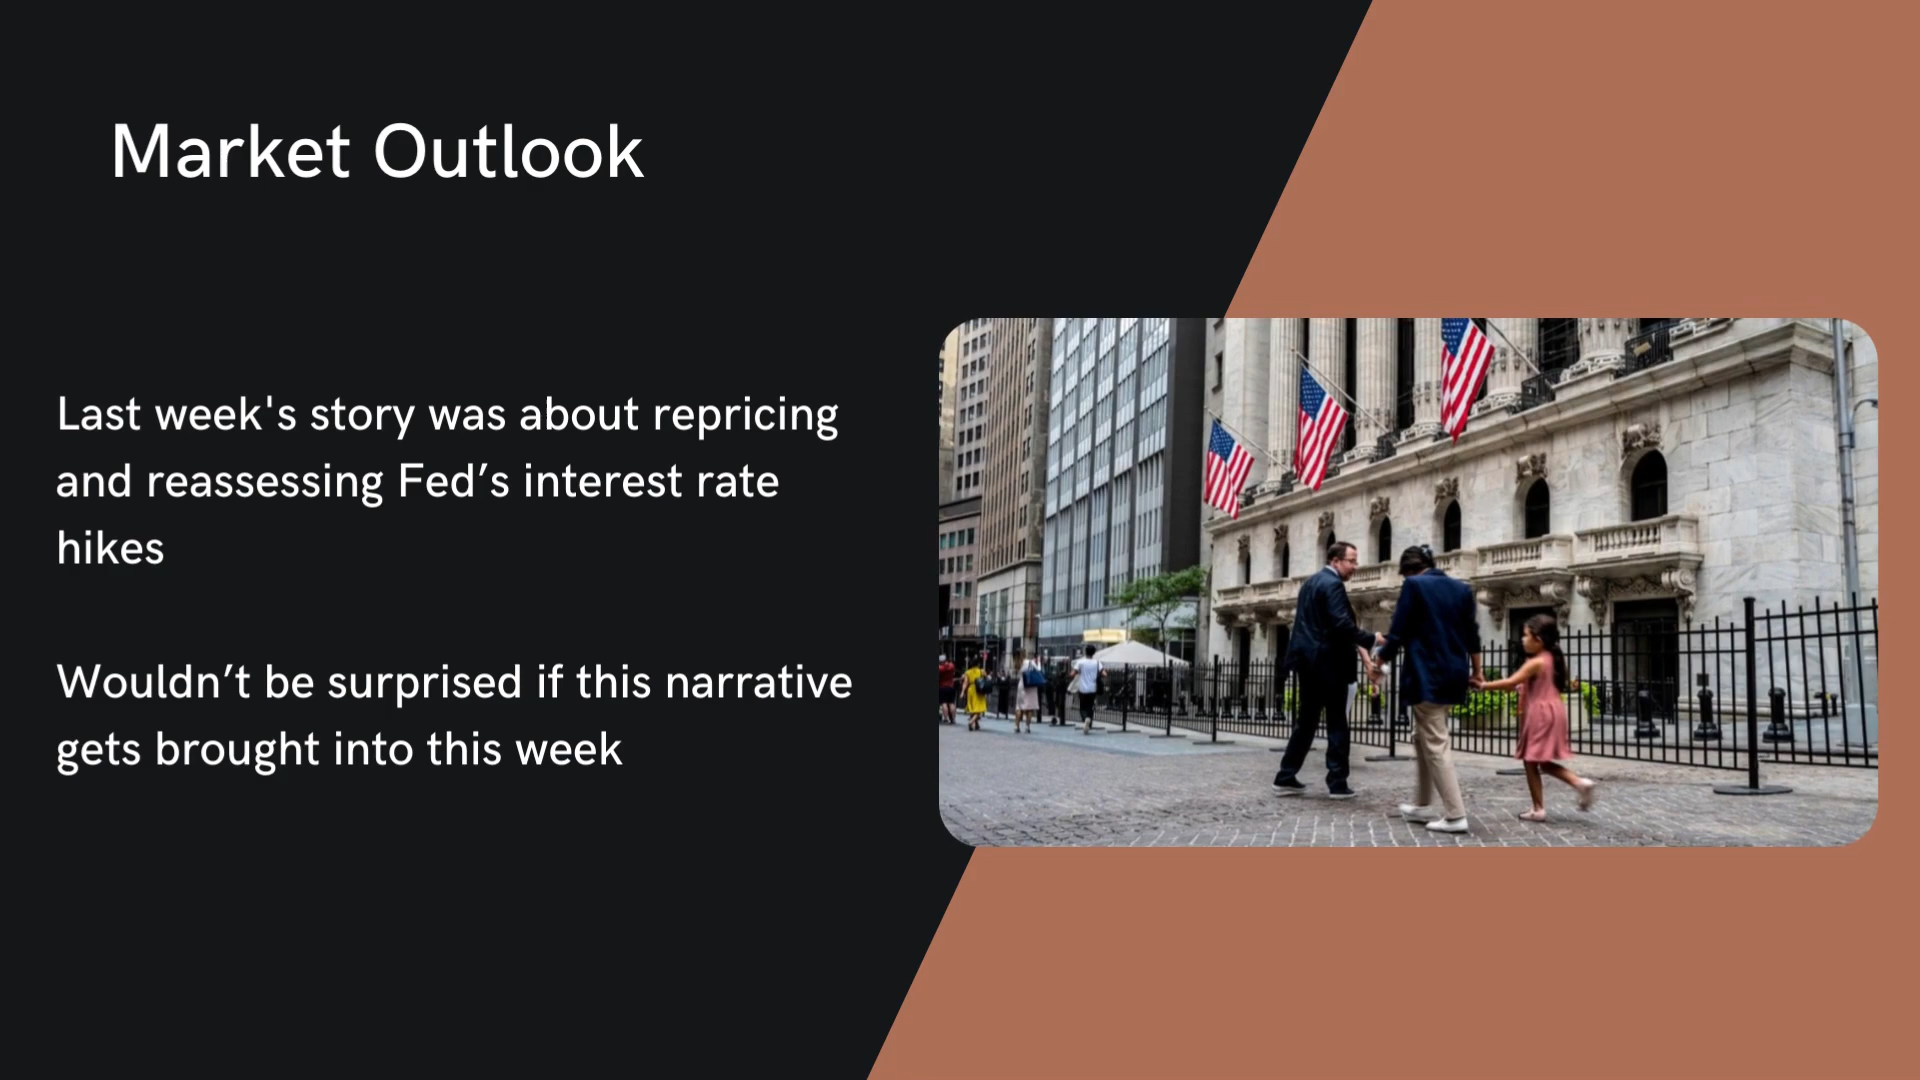 Market Outlook
Last week's story was about repricing
and reassessing Fed’s interest rate
hikes
Wouldn’t be surprised if this narrative
gets brought into this week